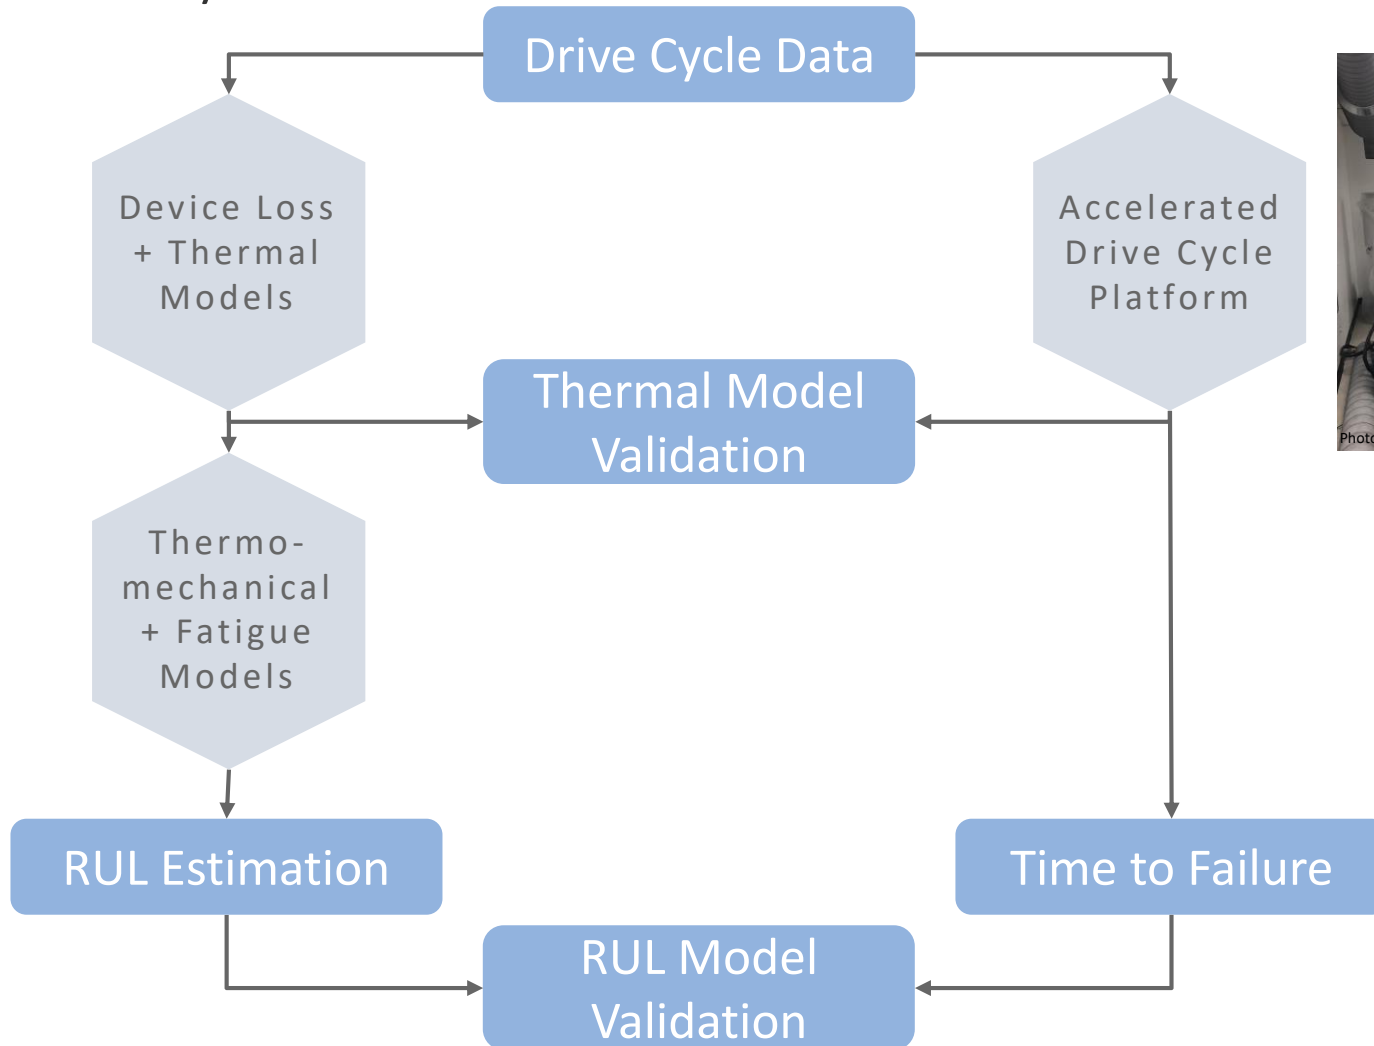 Drive Cycle Data
Device Loss
+ Thermal
Models
Accelerated
Drive Cycle
Platform
Thermal Model
Validation
Photo
Thermo-
mechanical
+ Fatigue
Models
RUL Estimation
Time to Failure
RUL Model
Validation